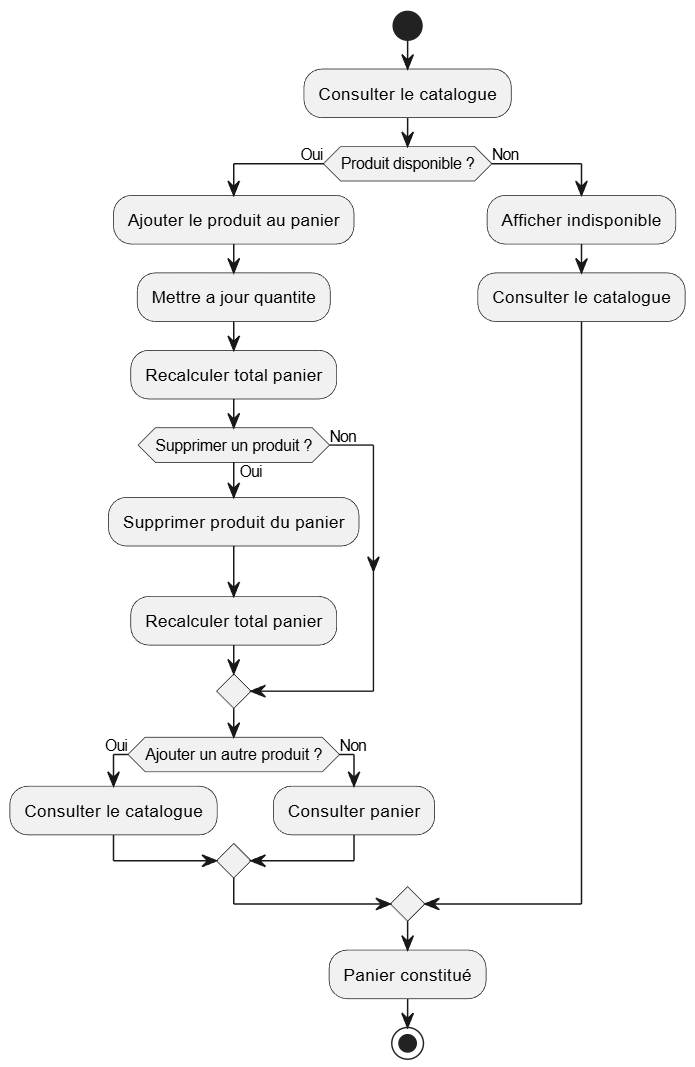 Consulter le catalogue
Oui
Produit disponible ?
Non
Ajouter le produit au panier
Afficher indisponible
Mettre a jour quantite
Consulter le catalogue
Recalculer total panier
Supprimer un produit ?
Non
Oui
Supprimer produit du panier
Recalculer total panier
Oui
Ajouter un autre produit ?
Non
Consulter le catalogue
Consulter panier
Panier constitué